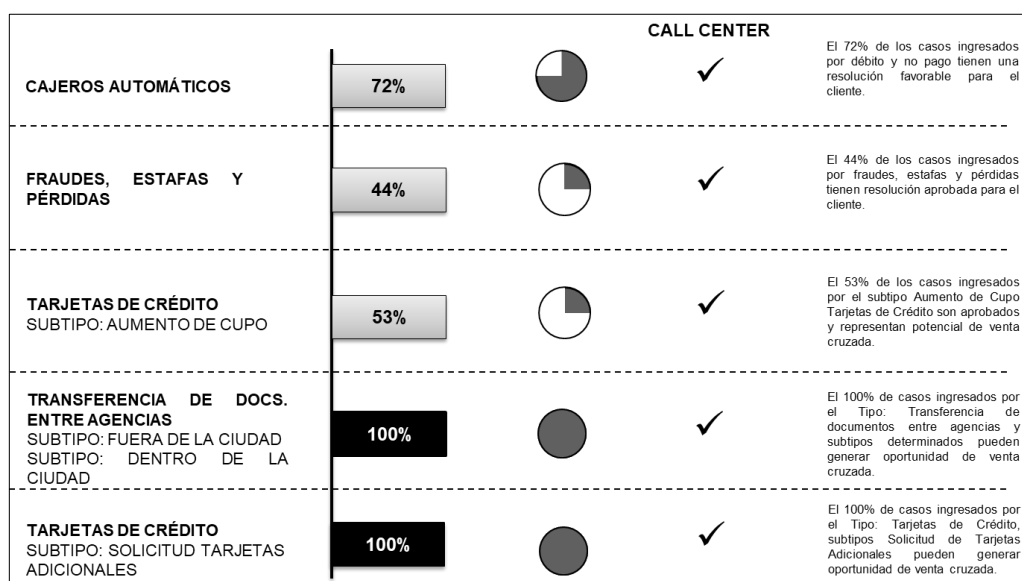 CALL CENTER
CAJEROS AUTOMÁTICOS
72%
El 72% de los casos ingresados
por débito y no pago tienen una
resolución favorable para el
cliente.
FRAUDES, ESTAFAS Y
PÉRDIDAS
44%
El 44% de los casos ingresados
por fraudes, estafas y pérdidas
tienen resolución aprobada para el
cliente.
TARJETAS DE CRÉDITO
SUBTIPO: AUMENTO DE CUPO
53%
El 53% de los casos ingresados
por el subtipo Aumento de Cupo
Tarjetas de Crédito son aprobados
y representan potencial de venta
cruzada.
TRANSFERENCIA DE DOCS.
ENTRE AGENCIAS
SUBTIPO: FUERA DE LA CIUDAD
SUBTIPO: DENTRO DE LA
CIUDAD
100%
El 100% de casos ingresados por
el Tipo: Transferencia de
documentos entre agencias y
subtipos determinados pueden
generar oportunidad de venta
cruzada.
TARJETAS DE CRÉDITO
SUBTIPO: SOLICITUD TARJETAS
ADICIONALES
100%
El 100% de casos ingresados por
el Tipo: Tarjetas de Crédito,
subtipos Solicitud de Tarjetas
Adicionales pueden generar
oportunidad de venta cruzada.